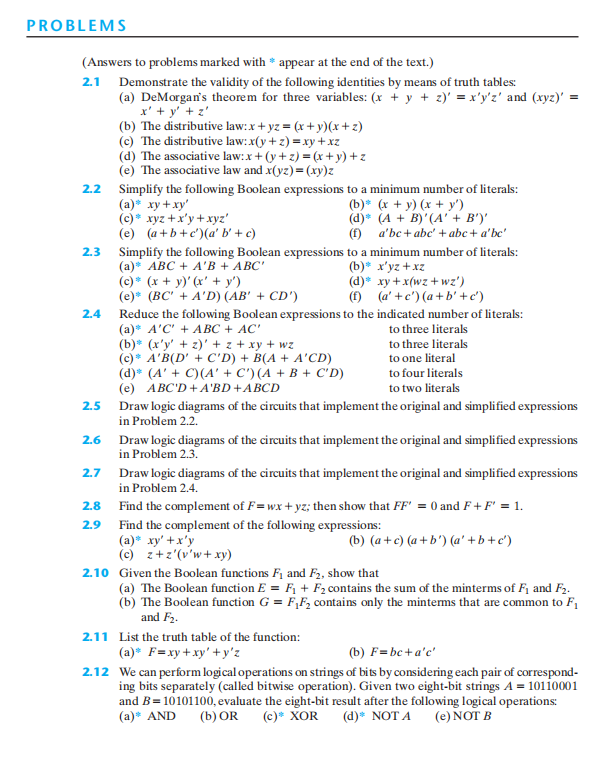 PROBLEMS
(Answers to problems marked with * appear at the end of the text.)
2.1 Demonstrate the validity of the following identities by means of truth tables:
(a) DeMorgan's theorem for three variables: (x + y + z)' = x'y'z' and (xyz)' =
x' + y' + z'
(b) The distributive law: x + yz = (x + y)(x + z)
(c) The distributive law: x(y + z) = xy + xz
(d) The associative law: x + (y + z) = (x + y) + z
(e) The associative law and x(yz) = (xy)z
2.2 Simplify the following Boolean expressions to a minimum number of literals:
(a)* xy + xy' (b)* (x + y) (x + y')
(c)* xyz + x'y + xyz' (d)* (A + B)'(A' + B')'
(e) (a + b + c')(a' b' + c) (f) a'bc + abc' + abc + a'bc'
2.3 Simplify the following Boolean expressions to a minimum number of literals:
(a)* ABC + A'B + ABC' (b)* x'yz + xz
(c)* (x + y)' (x' + y') (d)* xy + x(wz + wz')
(e)* (BC' + A'D) (AB' + CD') (f) (a' + c') (a + b' + c')
2.4 Reduce the following Boolean expressions to the indicated number of literals:
(a)* A'C' + ABC + AC' to three literals
(b)* (x'y' + z)' + z + xy + wz to three literals
(c)* A'B(D' + C'D) + B(A + A'CD) to one literal
(d)* (A' + C)(A' + C')(A + B + C'D) to four literals
(e) ABC'D + A'BD + ABCD to two literals
2.5 Draw logic diagrams of the circuits that implement the original and simplified expressions
in Problem 2.2.
2.6 Draw logic diagrams of the circuits that implement the original and simplified expressions
in Problem 2.3.
2.7 Draw logic diagrams of the circuits that implement the original and simplified expressions
in Problem 2.4.
2.8 Find the complement of F = wx + yz; then show that FF' = 0 and F + F' = 1.
2.9 Find the complement of the following expressions:
(a)* xy' + x'y (b) (a + c) (a + b') (a' + b + c')
(c) z + z'(v'w + xy)
2.10 Given the Boolean functions F₁ and F₂, show that
(a) The Boolean function E = F₁ + F₂ contains the sum of the minterms of F₁ and F₂.
(b) The Boolean function G = F₁F₂ contains only the minterms that are common to F₁
and F₂.
2.11 List the truth table of the function:
(a)* F = xy + xy' + y'z (b) F = bc + a'c'
2.12 We can perform logical operations on strings of bits by considering each pair of correspond-
ing bits separately (called bitwise operation). Given two eight-bit strings A = 10110001
and B = 10101100, evaluate the eight-bit result after the following logical operations:
(a)* AND (b) OR (c)* XOR (d)* NOT A (e) NOT B